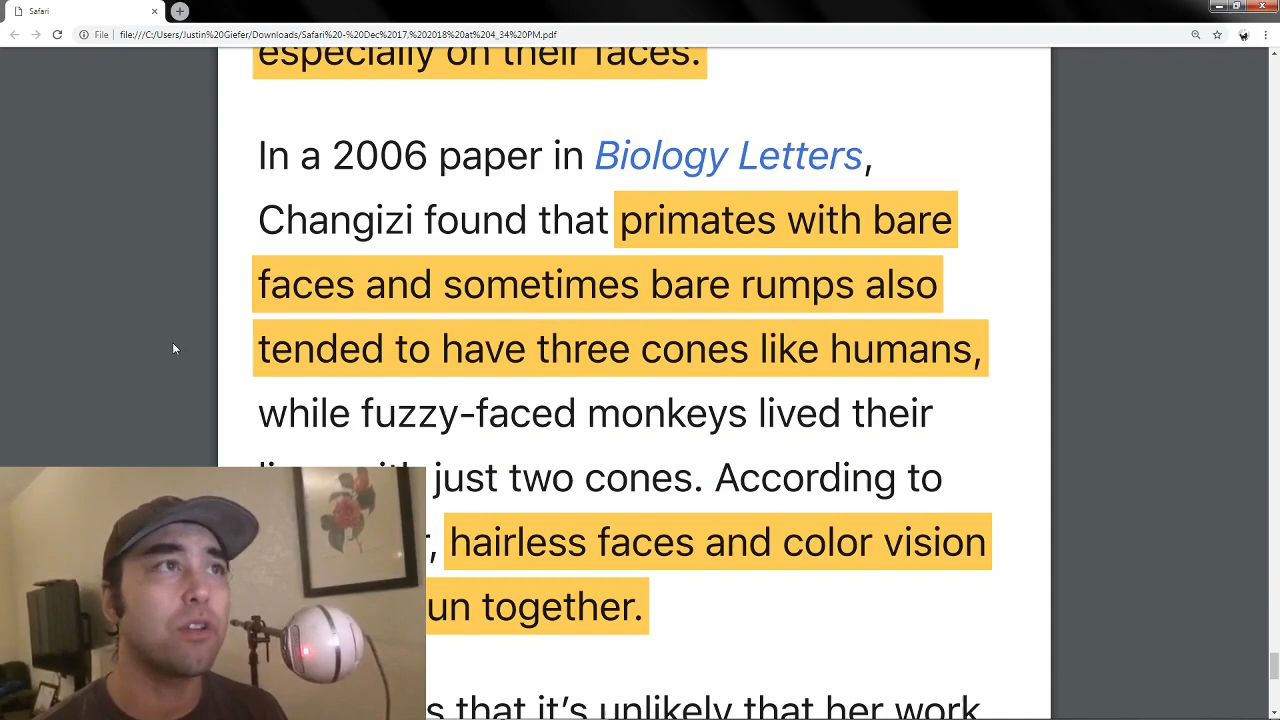 Safari
File
file:///C:/Users/Justin%20Giefer/Downloads/Safari%20-%20Dec%2017,%202018%20at%204_34%20PM.pdf
especially on their faces.
In a 2006 paper in Biology Letters,
Changizi found that primates with bare
faces and sometimes bare rumps also
tended to have three cones like humans,
while fuzzy-faced monkeys lived their
just two cones. According to
hairless faces and color vision
together.
that it’s unlikely that her work